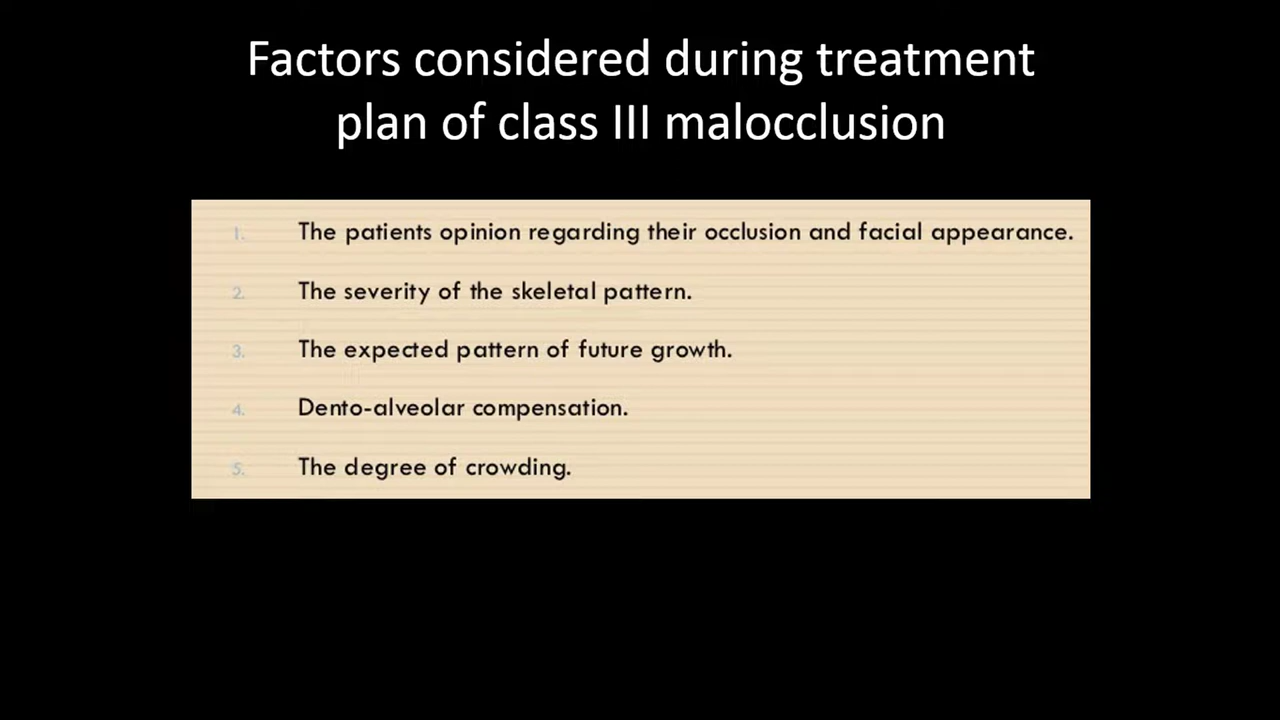 Factors considered during treatment
plan of class III malocclusion
1. The patients opinion regarding their occlusion and facial appearance.
2. The severity of the skeletal pattern.
3. The expected pattern of future growth.
4. Dento-alveolar compensation.
5. The degree of crowding.